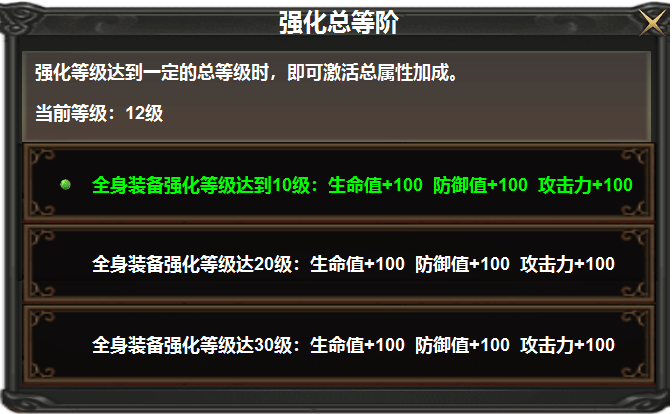 强化总等阶
强化等级达到一定的总等级时，即可激活总属性加成。
当前等级：12级
全身装备强化等级达到10级：生命值+100 防御值+100 攻击力+100
全身装备强化等级达20级：生命值+100 防御值+100 攻击力+100
全身装备强化等级达30级：生命值+100 防御值+100 攻击力+100